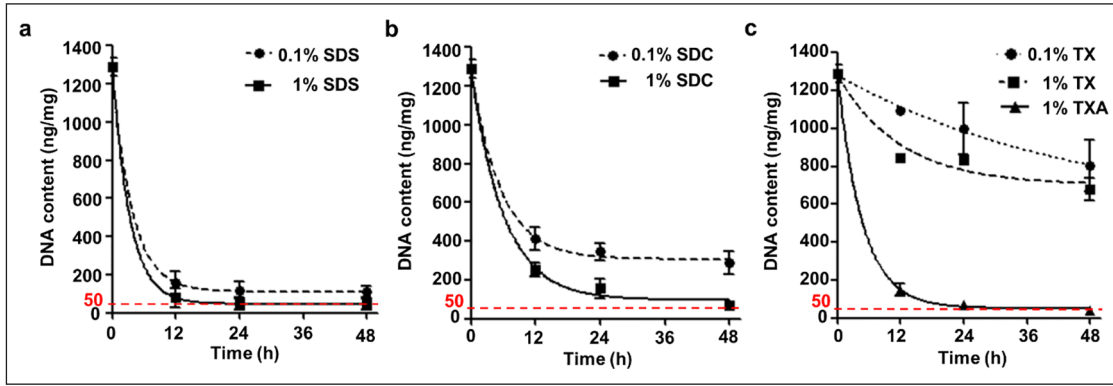 a
0.1% SDS
1% SDS
DNA content (ng/mg)
1400
1200
1000
800
600
400
200
50
0
0 12 24 36 48
Time (h)
b
0.1% SDC
1% SDC
DNA content (ng/mg)
1400
1200
1000
800
600
400
200
50
0
0 12 24 36 48
Time (h)
c
0.1% TX
1% TX
1% TXA
DNA content (ng/mg)
1400
1200
1000
800
600
400
200
50
0
0 12 24 36 48
Time (h)